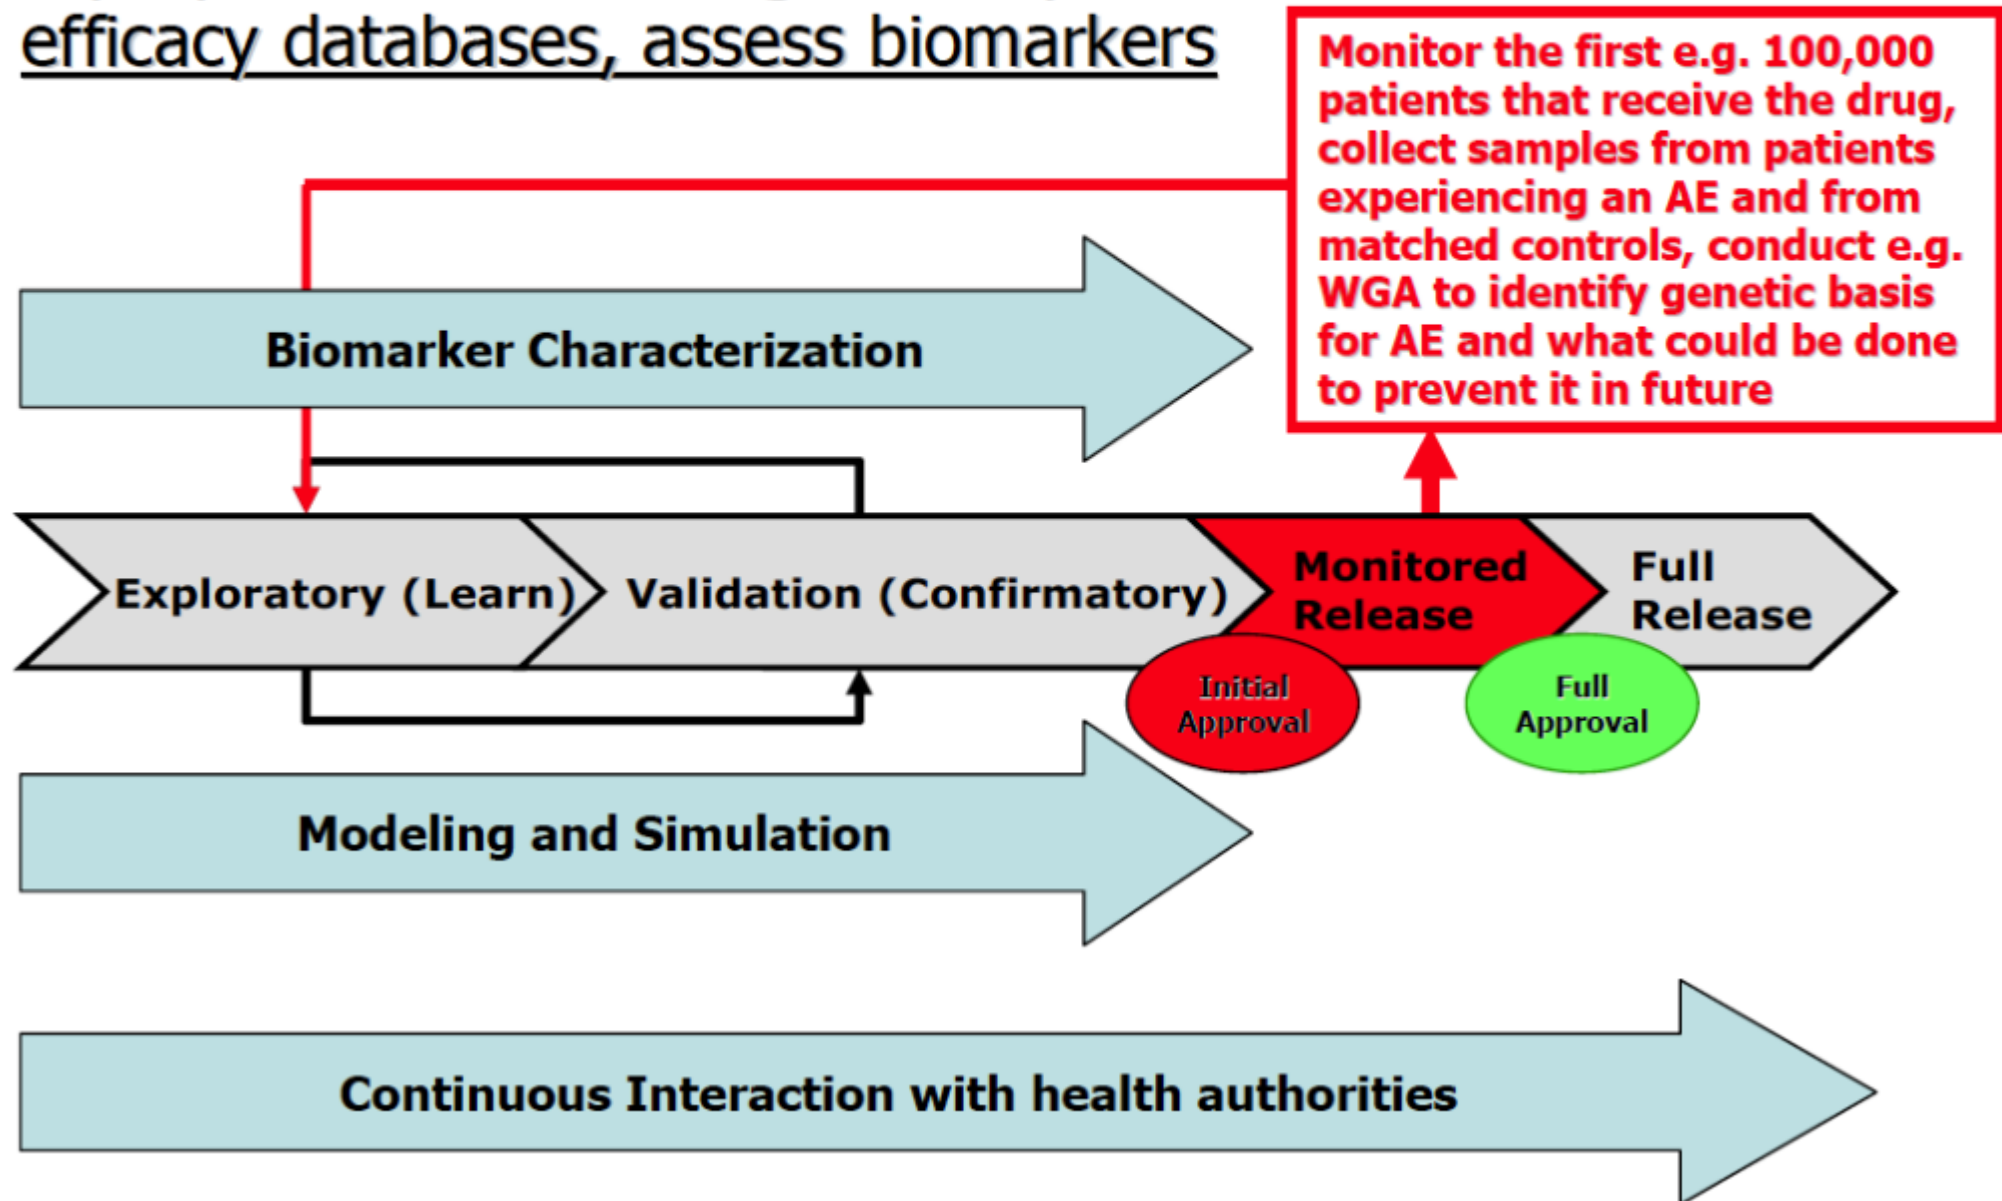 efficacy databases, assess biomarkers
Monitor the first e.g. 100,000
patients that receive the drug,
collect samples from patients
experiencing an AE and from
matched controls, conduct e.g.
WGA to identify genetic basis
for AE and what could be done
to prevent it in future
Biomarker Characterization
Exploratory (Learn)
Validation (Confirmatory)
Monitored
Release
Full
Release
Initial
Approval
Full
Approval
Modeling and Simulation
Continuous Interaction with health authorities